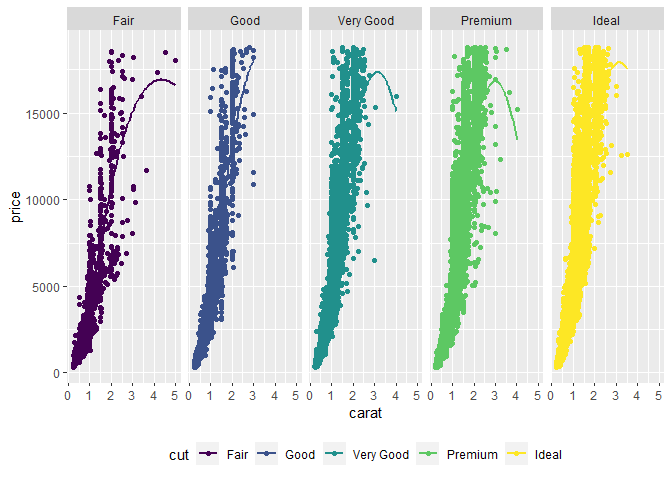 Fair Good Very Good Premium Ideal
15000
10000
5000
0
price
0 1 2 3 4 5 0 1 2 3 4 5 0 1 2 3 4 5 0 1 2 3 4 5 0 1 2 3 4 5
carat
cut Fair Good Very Good Premium Ideal